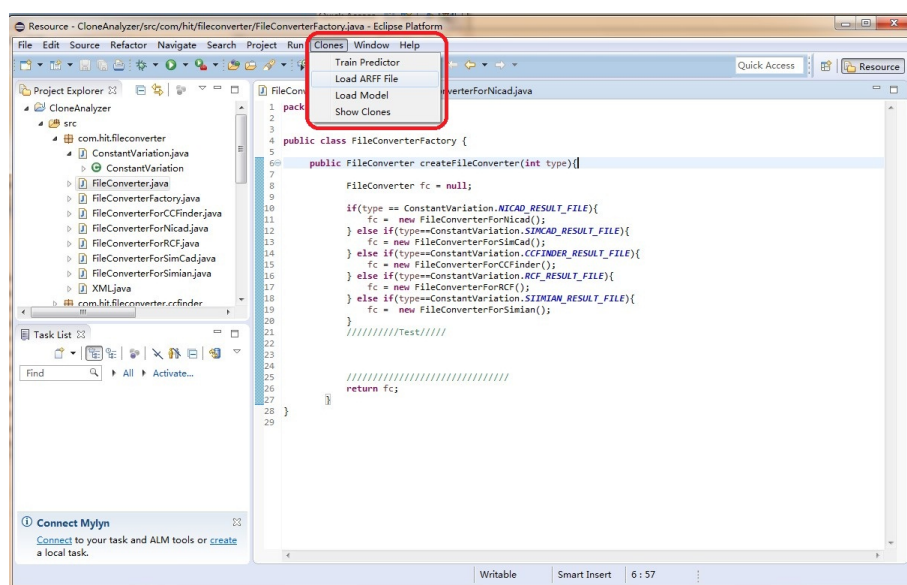 Resource - CloneAnalyzer/src/com/hit/fileconverter/FileConverterFactory.java - Eclipse Platform
File Edit Source Refactor Navigate Search Project Run Clones Window Help
Train Predictor
Load ARFF File
Load Model
Show Clones
Quick Access
Resource
Project Explorer
CloneAnalyzer
src
com.hit.fileconverter
ConstantVariation.java
ConstantVariation
FileConverter.java
FileConverterFactory.java
FileConverterForCCFinder.java
FileConverterForNicad.java
FileConverterForRCF.java
FileConverterForSimCad.java
FileConverterForSimian.java
XML.java
com.hit.fileconverter.ccfinder
Task List
Find All Activate...
Connect Mylyn
Connect to your task and ALM tools or create
a local task.
FileCon verterForNicad.java
1 pack
2
3
4 public class FileConverterFactory {
5
6 public FileConverter createFileConverter(int type){
7
8 FileConverter fc = null;
9
10 if(type == ConstantVariation.NICAD_RESULT_FILE){
11 fc = new FileConverterForNicad();
12 } else if(type==ConstantVariation.SIMCAD_RESULT_FILE){
13 fc = new FileConverterForSimCad();
14 } else if(type==ConstantVariation.CCFINDER_RESULT_FILE){
15 fc = new FileConverterForCCFinder();
16 } else if(type==ConstantVariation.RCF_RESULT_FILE){
17 fc = new FileConverterForRCF();
18 } else if(type==ConstantVariation.SIIMIAN_RESULT_FILE){
19 fc = new FileConverterForSimian();
20 }
21 //////////Test/////
22
23
24
25 ///////////////////////////////
26 return fc;
27 }
28 }
29
Writable Smart Insert 6 : 57